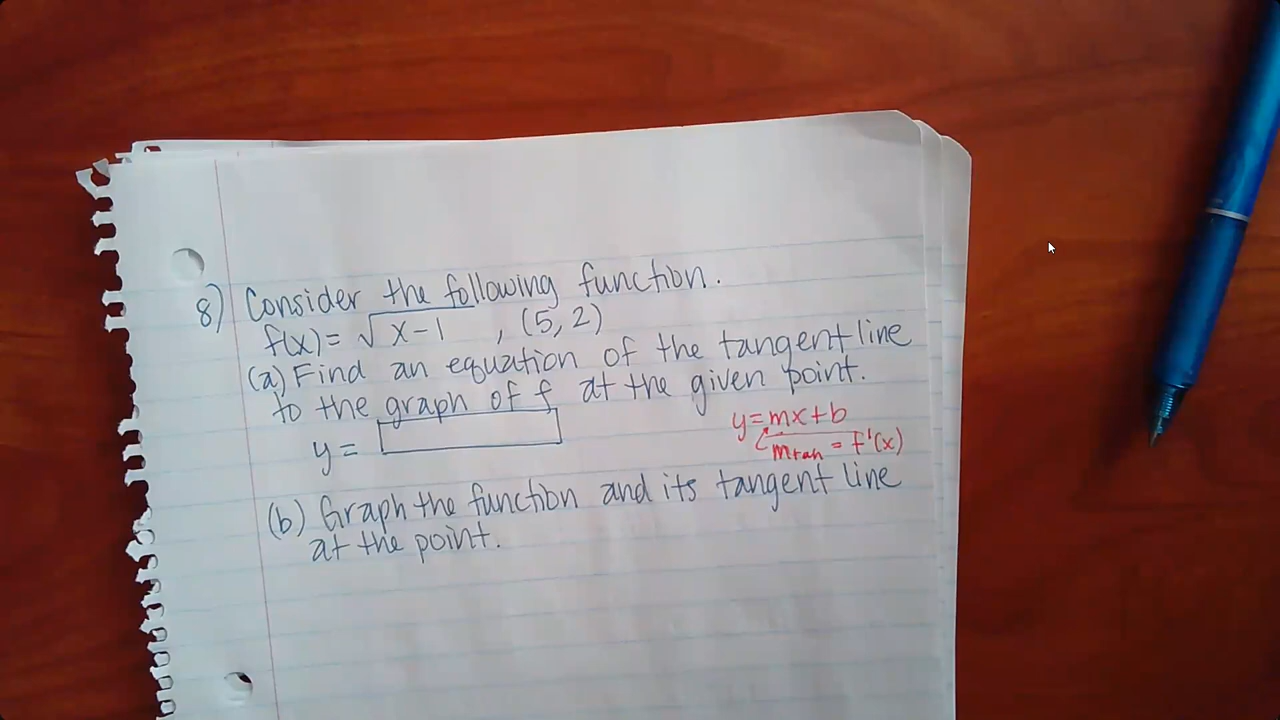 8) Consider the following function.
f(x) = √x-1 , (5, 2)
(a) Find an equation of the tangent line
to the graph of f at the given point.
y =
y=mx+b
mtan = f'(x)
(b) Graph the function and its tangent line
at the point.